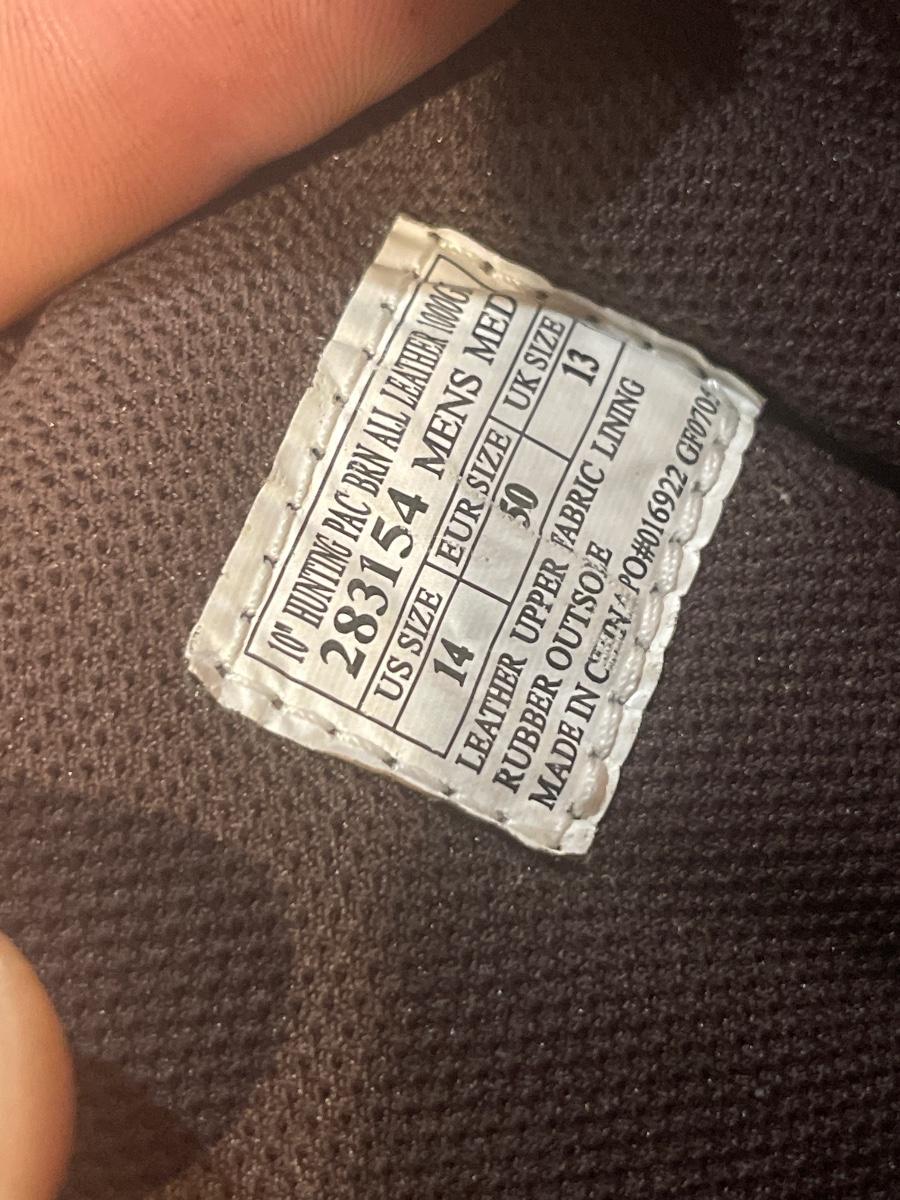 10" HUNTING PAC BRN ALL LEATHER 1000G
283154 MENS MED
US SIZE EUR SIZE UK SIZE
14 50 13
LEATHER UPPER FABRIC LINING
RUBBER OUTSOLE
MADE IN CHINA PO#016922